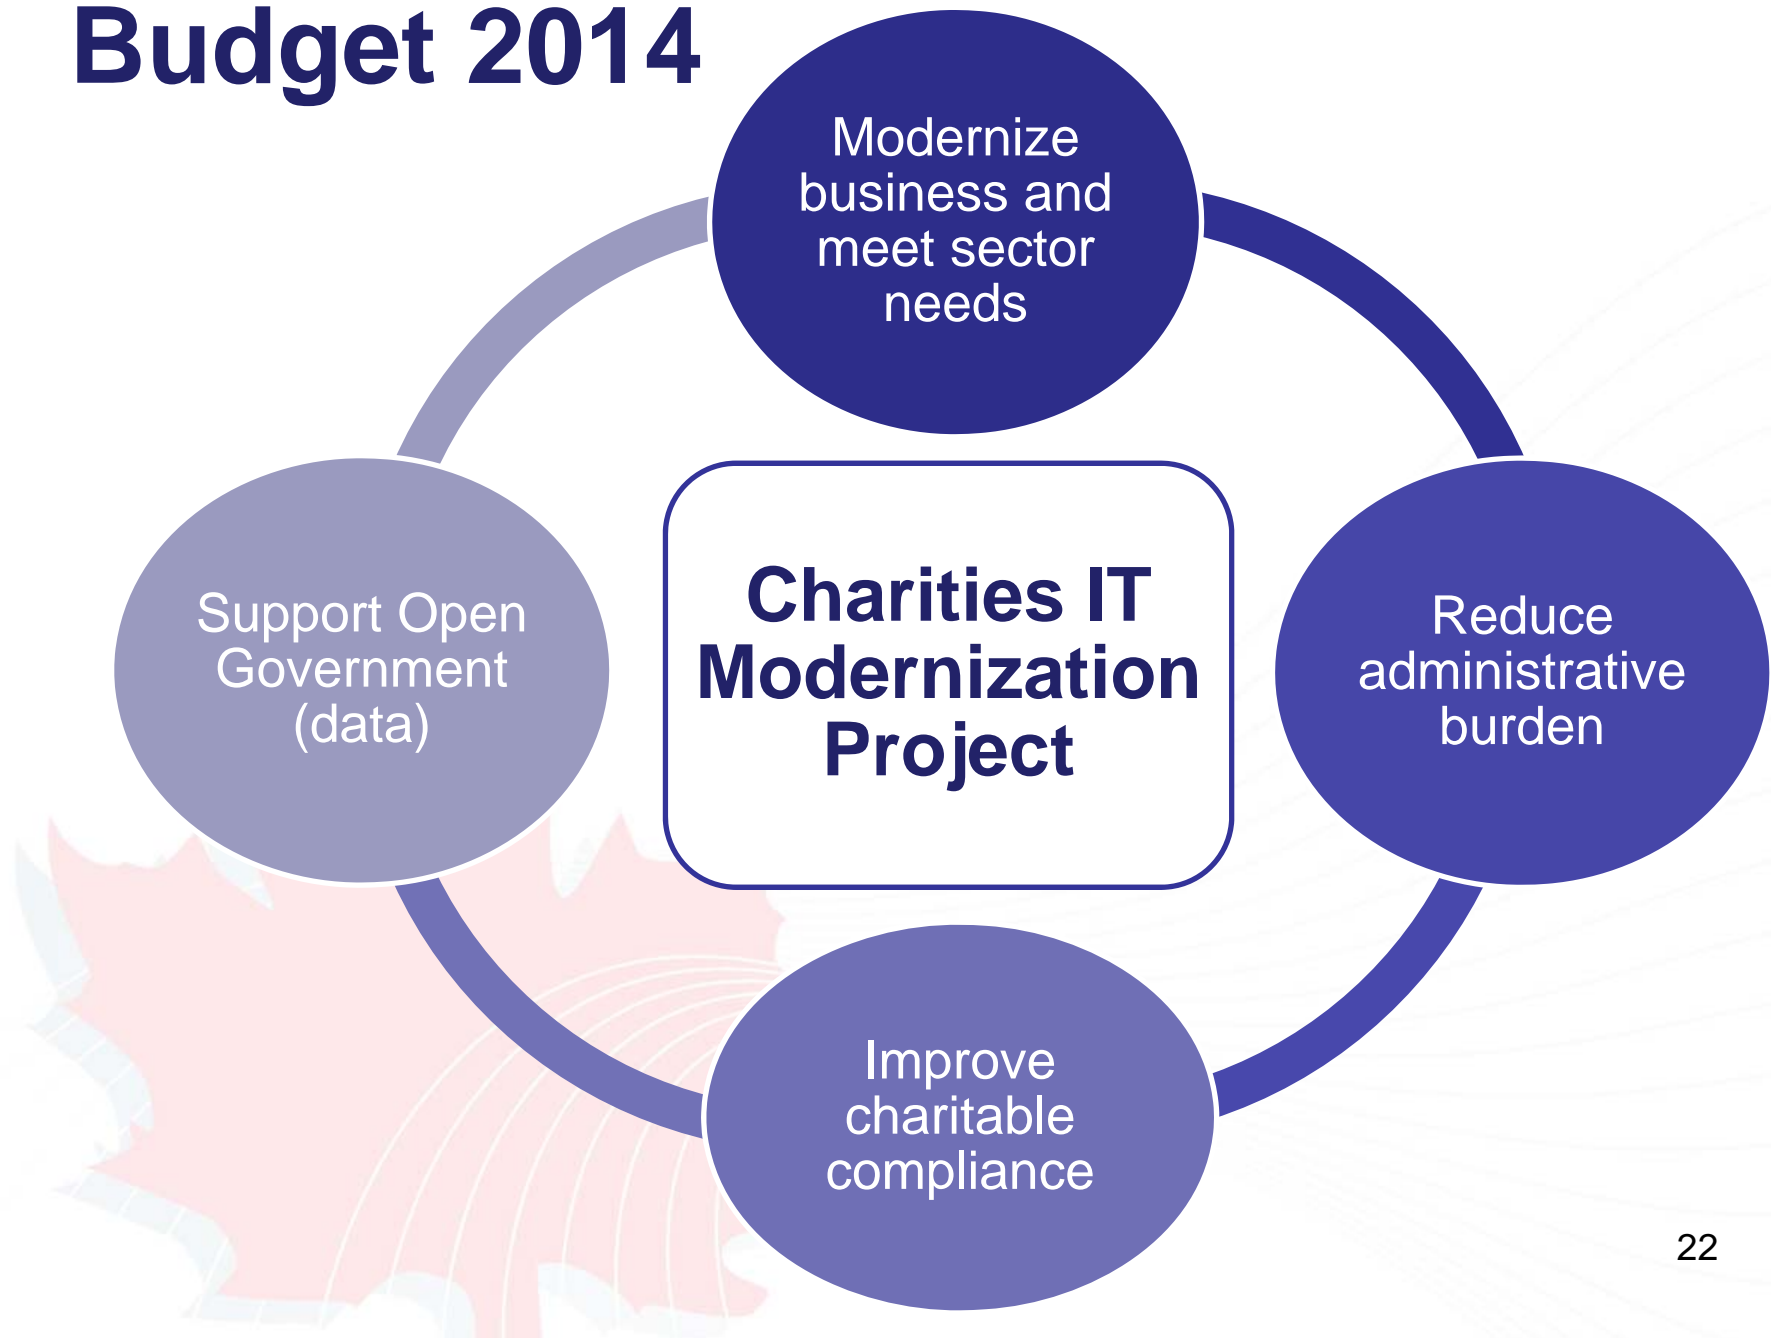 Budget 2014
Modernize
business and
meet sector
needs
Reduce
administrative
burden
Improve
charitable
compliance
Support Open
Government
(data)
Charities IT
Modernization
Project
22